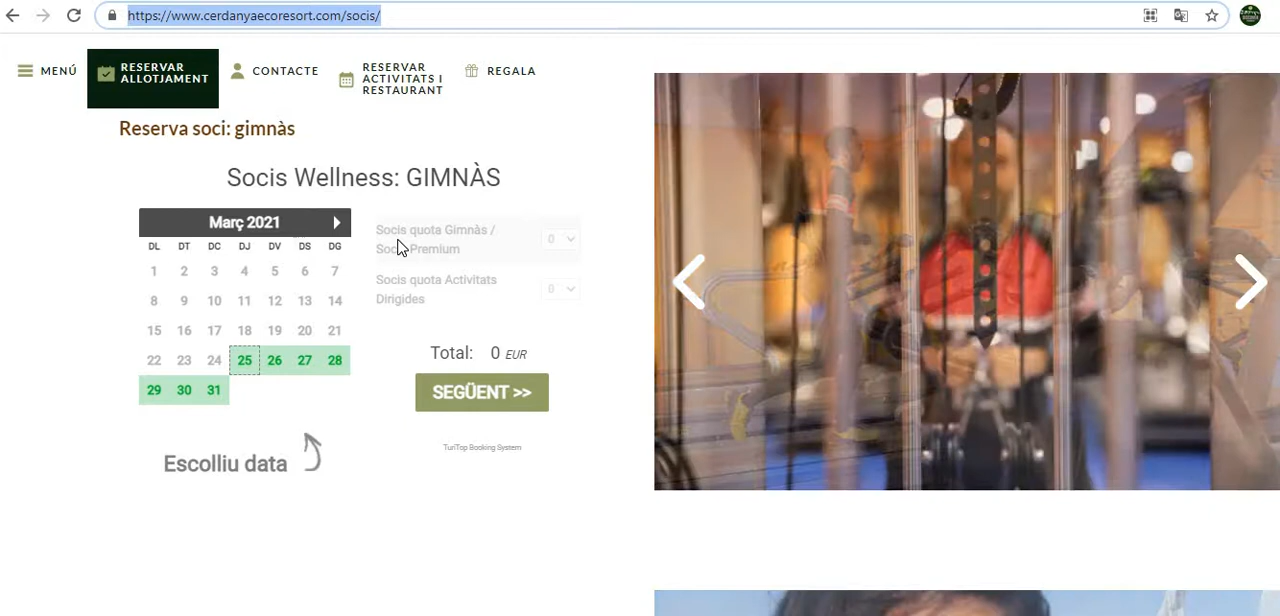 https://www.cerdanyaecoresort.com/socis/
MENÚ
RESERVAR
ALLOTJAMENT
CONTACTE
RESERVAR
ACTIVITATS I
RESTAURANT
REGALA
Reserva soci: gimnàs
Socis Wellness: GIMNÀS
Març 2021
DL DT DC DJ DV DS DG
1 2 3 4 5 6 7
8 9 10 11 12 13 14
15 16 17 18 19 20 21
22 23 24 25 26 27 28
29 30 31
Escolliu data
Socis quota Gimnàs /
Socis Premium
0
Socis quota Activitats
Dirigides
0
Total: 0 EUR
SEGÜENT >>
TuriTop Booking System